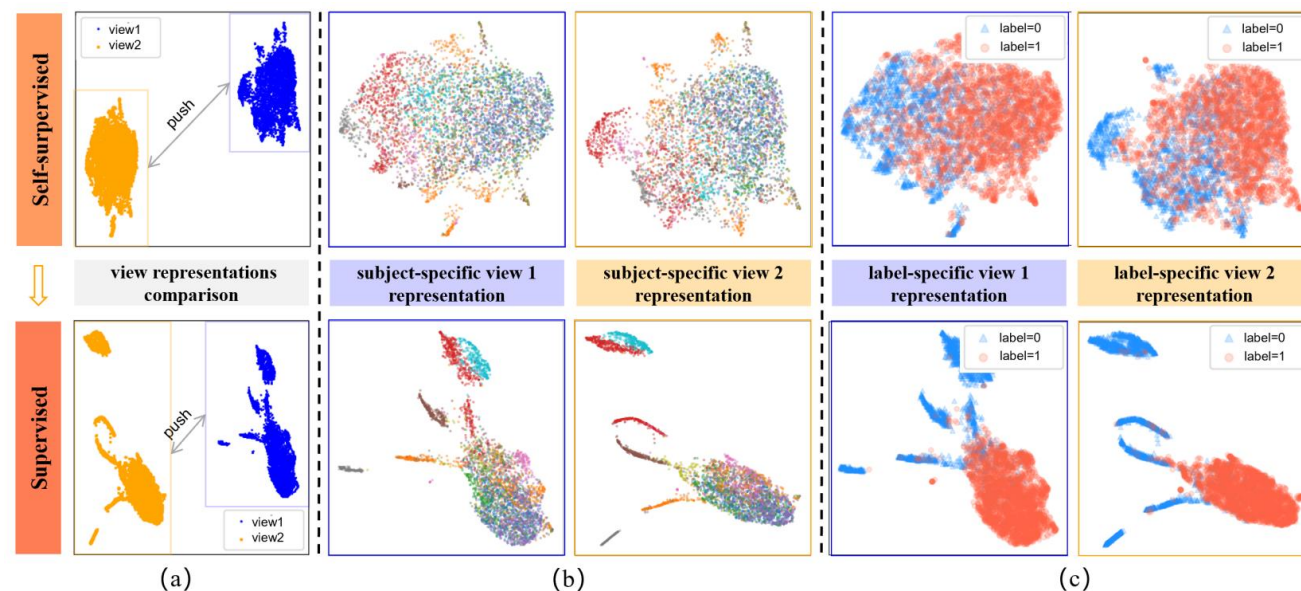 Self-surpervised
view1
view2
push
label=0
label=1
label=0
label=1
view representations
comparison
subject-specific view 1
representation
subject-specific view 2
representation
label-specific view 1
representation
label-specific view 2
representation
Supervised
push
view1
view2
label=0
label=1
label=0
label=1
(a)
(b)
(c)